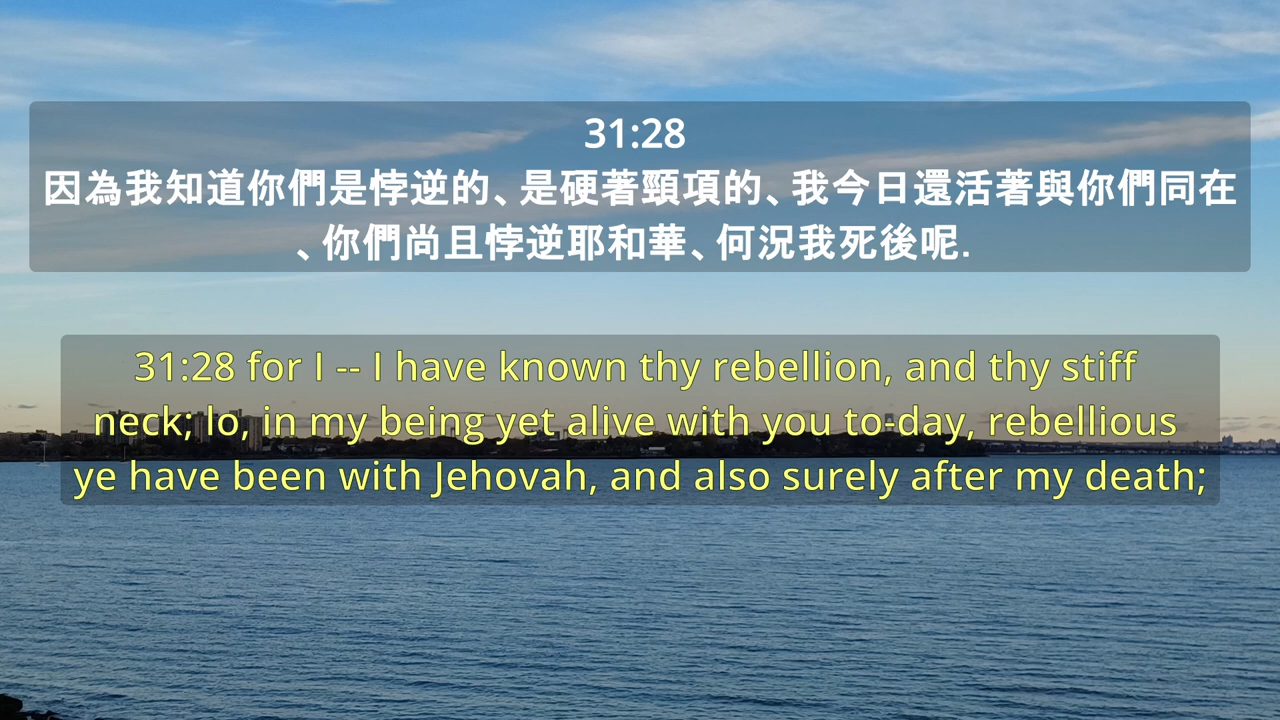 31:28
因為我知道你們是悖逆的、是硬著頸項的、我今日還活著與你們同在
、你們尚且悖逆耶和華、何況我死後呢.
31:28 for I -- I have known thy rebellion, and thy stiff
neck; lo, in my being yet alive with you to-day, rebellious
ye have been with Jehovah, and also surely after my death;